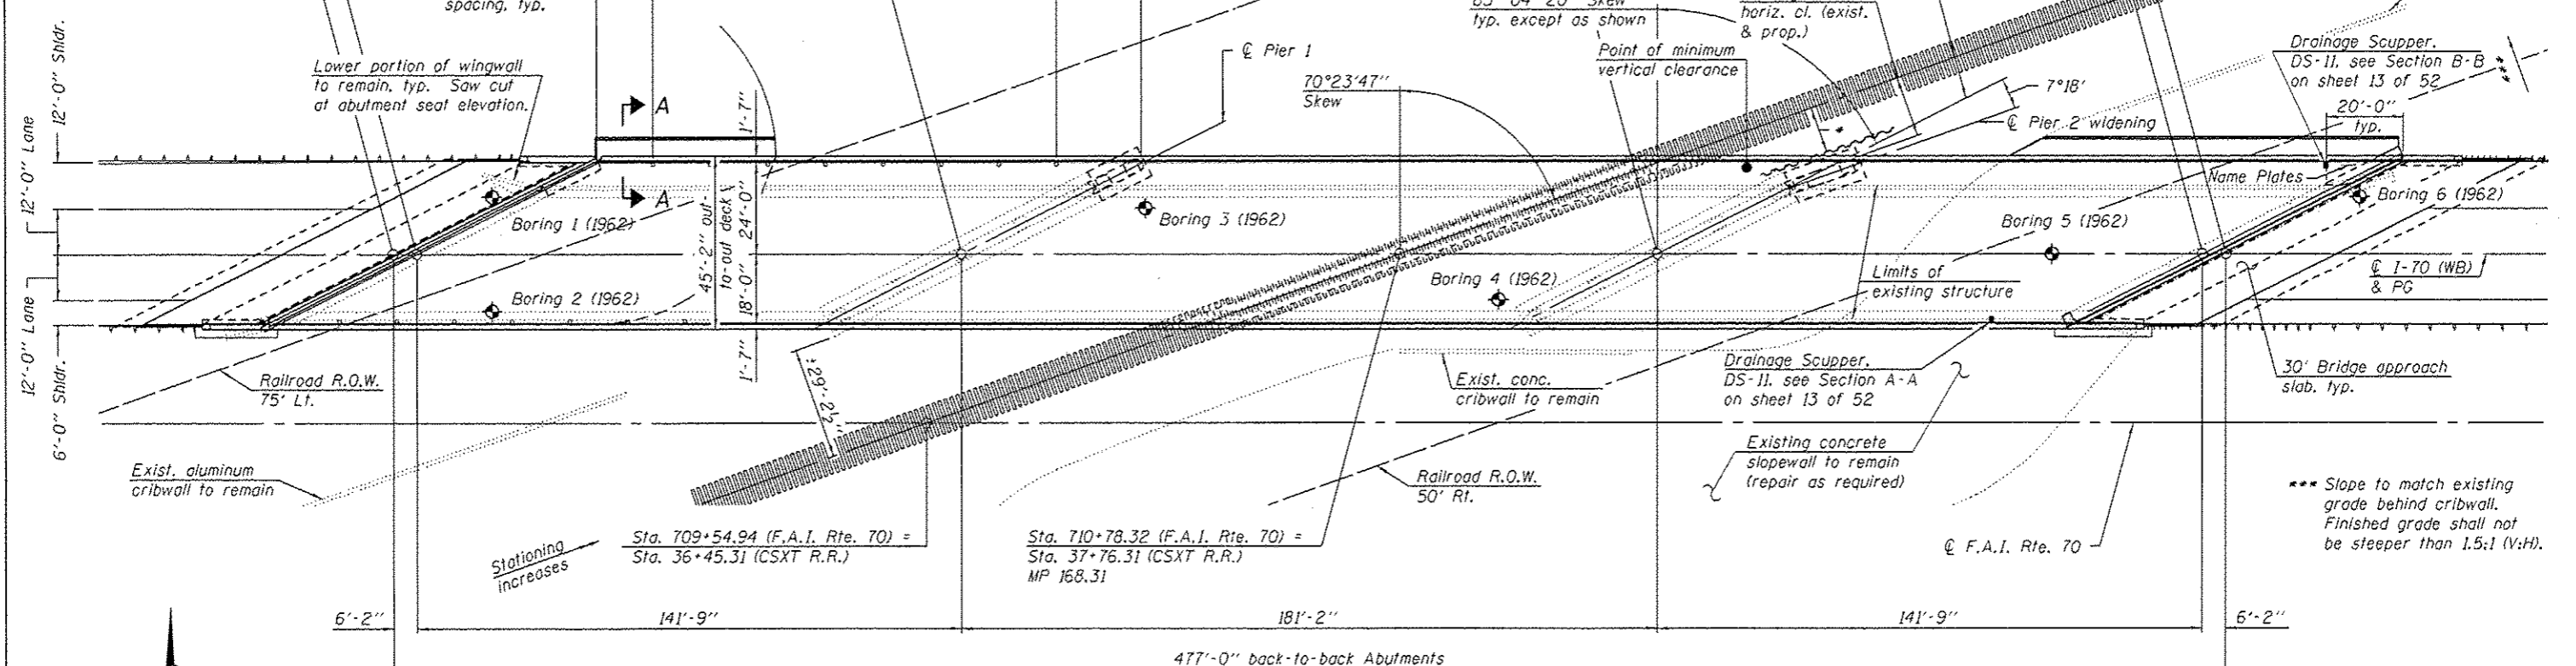 spacing, typ.
typ. except as shown
horiz. cl. (exist.
& prop.)
12'-0" Shldr.
12'-0" Lane
12'-0" Lane
6'-0" Shldr.
Lower portion of wingwall
to remain, typ. Saw cut
at abutment seat elevation.
A
A
1'-7"
℄ Pier 1
70°23'47"
Skew
Point of minimum
vertical clearance
7°18'
℄ Pier 2 widening
Drainage Scupper,
DS-11, see Section B-B
on sheet 13 of 52
***
20'-0"
typ.
Name Plates
Boring 1 (1962)
Boring 2 (1962)
Boring 3 (1962)
Boring 4 (1962)
Boring 5 (1962)
Boring 6 (1962)
45'-2" out-
to-out deck
24'-0"
18'-0"
1'-7"
Limits of
existing structure
℄ I-70 (WB)
& PG
Railroad R.O.W.
75' Lt.
±29'-2½"
Exist. conc.
cribwall to remain
Drainage Scupper,
DS-11, see Section A-A
on sheet 13 of 52
30' Bridge approach
slab, typ.
Exist. aluminum
cribwall to remain
Railroad R.O.W.
50' Rt.
Existing concrete
slopewall to remain
(repair as required)
*** Slope to match existing
grade behind cribwall.
Finished grade shall not
be steeper than 1.5:1 (V:H).
Stationing
increases
Sta. 709+54.94 (F.A.I. Rte. 70) =
Sta. 36+45.31 (CSXT R.R.)
Sta. 710+78.32 (F.A.I. Rte. 70) =
Sta. 37+76.31 (CSXT R.R.)
MP 168.31
℄ F.A.I. Rte. 70
6'-2"
141'-9"
181'-2"
141'-9"
6'-2"
477'-0" back-to-back Abutments